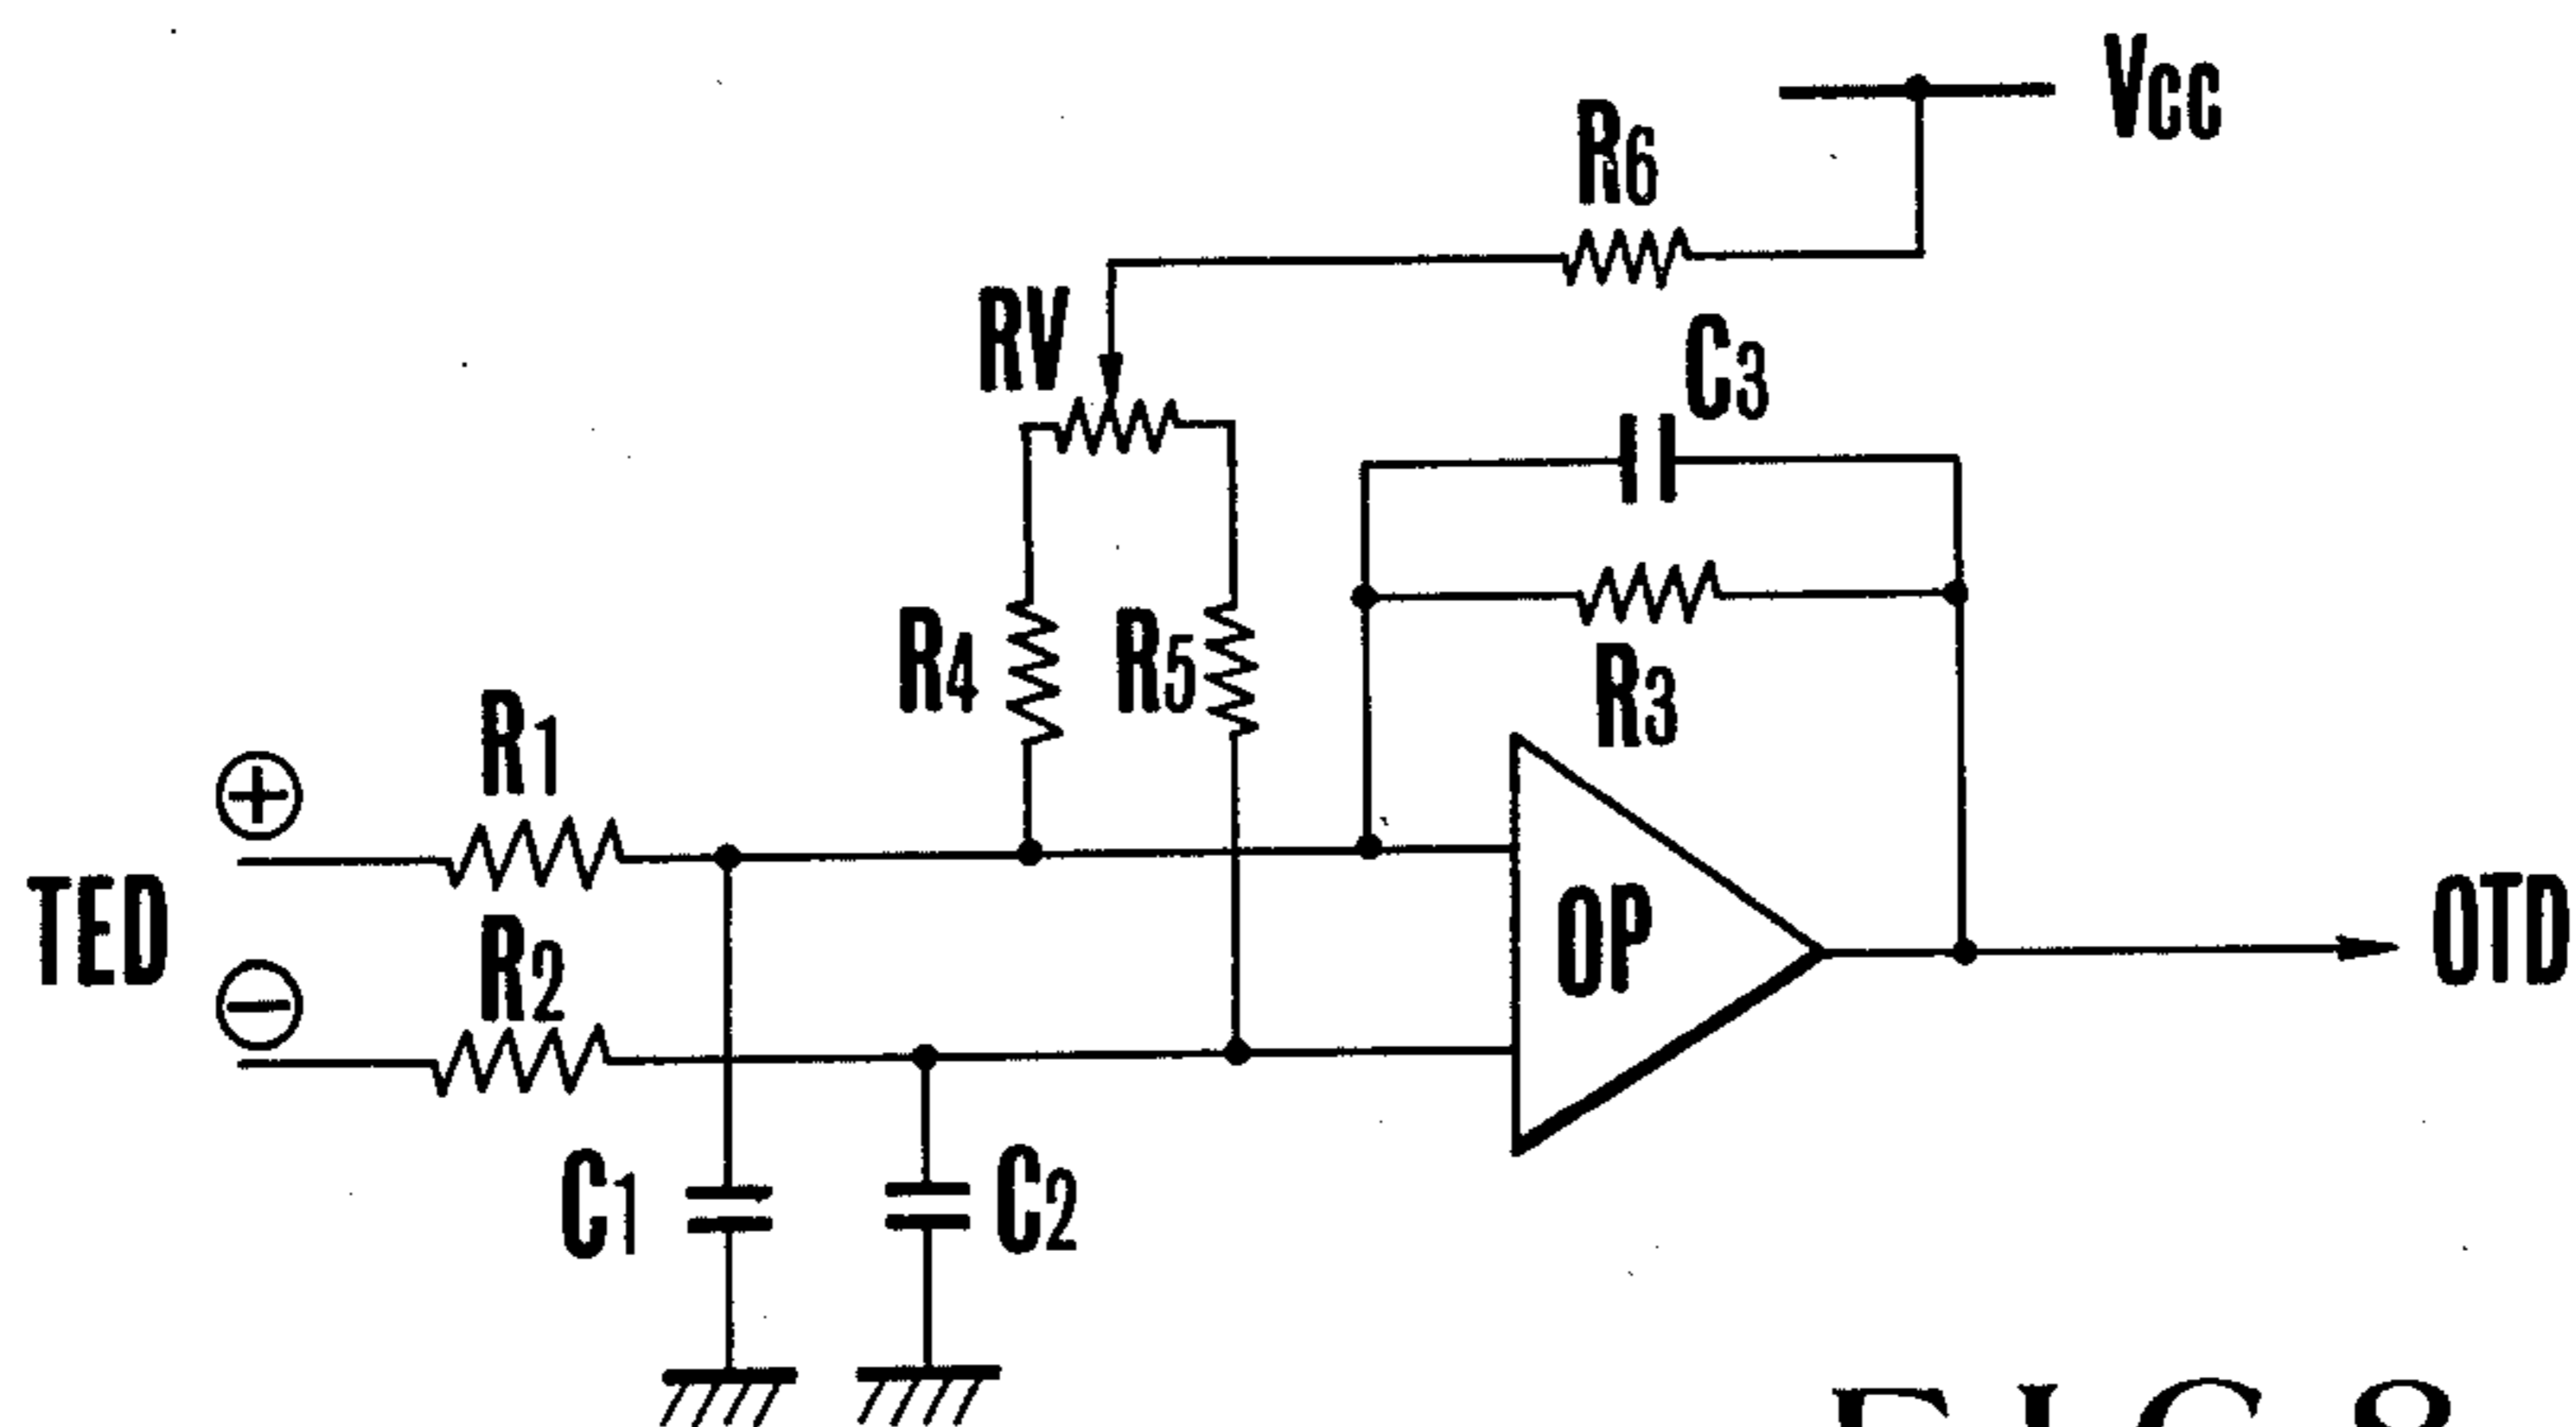 Vcc
R6
RV
C3
R4
R5
R3
R1
+
TED
OP
OTD
R2
−
C1
C2
FIG.8